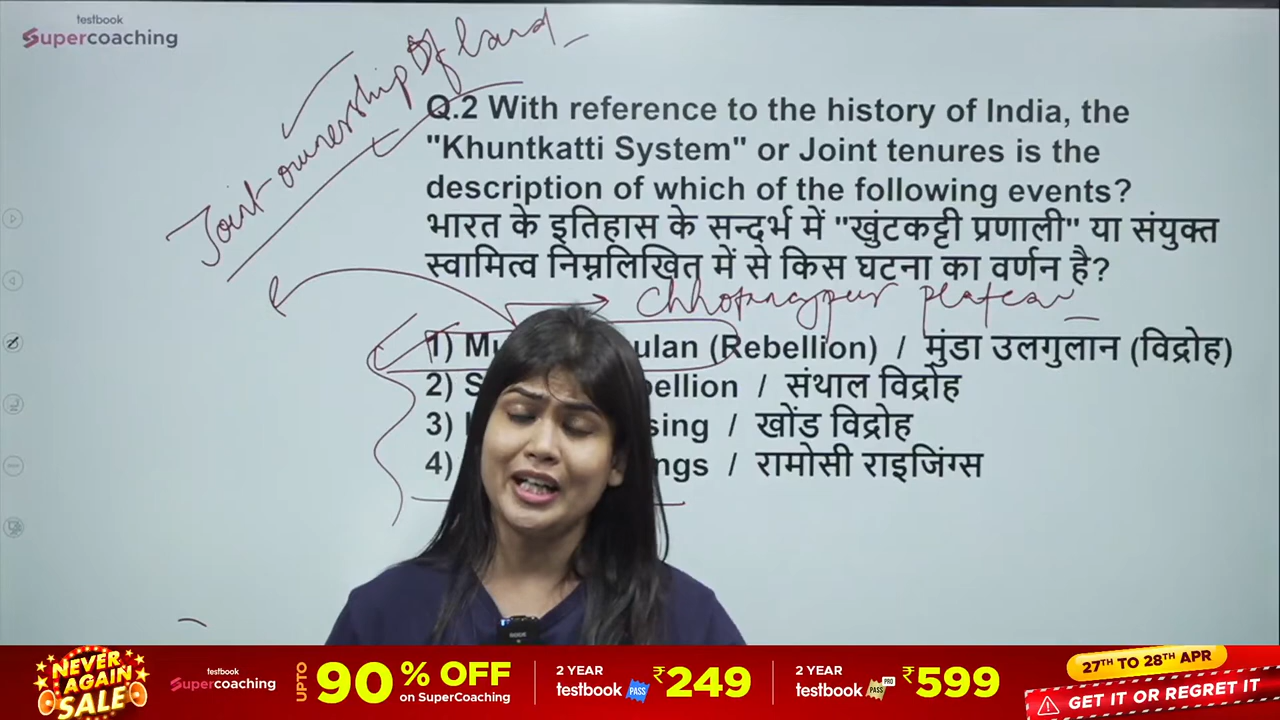 testbook
Supercoaching
Joint ownership Of land
Q.2 With reference to the history of India, the
"Khuntkatti System" or Joint tenures is the
description of which of the following events?
भारत के इतिहास के सन्दर्भ में "खुंटकट्टी प्रणाली" या संयुक्त
स्वामित्व निम्नलिखित में से किस घटना का वर्णन है?
Chhotangpur plateau
1) Mu ulan (Rebellion) / मुंडा उलगुलान (विद्रोह)
2) S bellion / संथाल विद्रोह
3) sing / खोंड विद्रोह
4) ngs / रामोसी राइजिंग्स
NEVER
AGAIN
SALE
testbook
Supercoaching
UPTO
90% OFF
on SuperCoaching
2 YEAR
testbook PASS
₹249
2 YEAR
testbook PASS PRO
₹599
27TH TO 28TH APR
GET IT OR REGRET IT